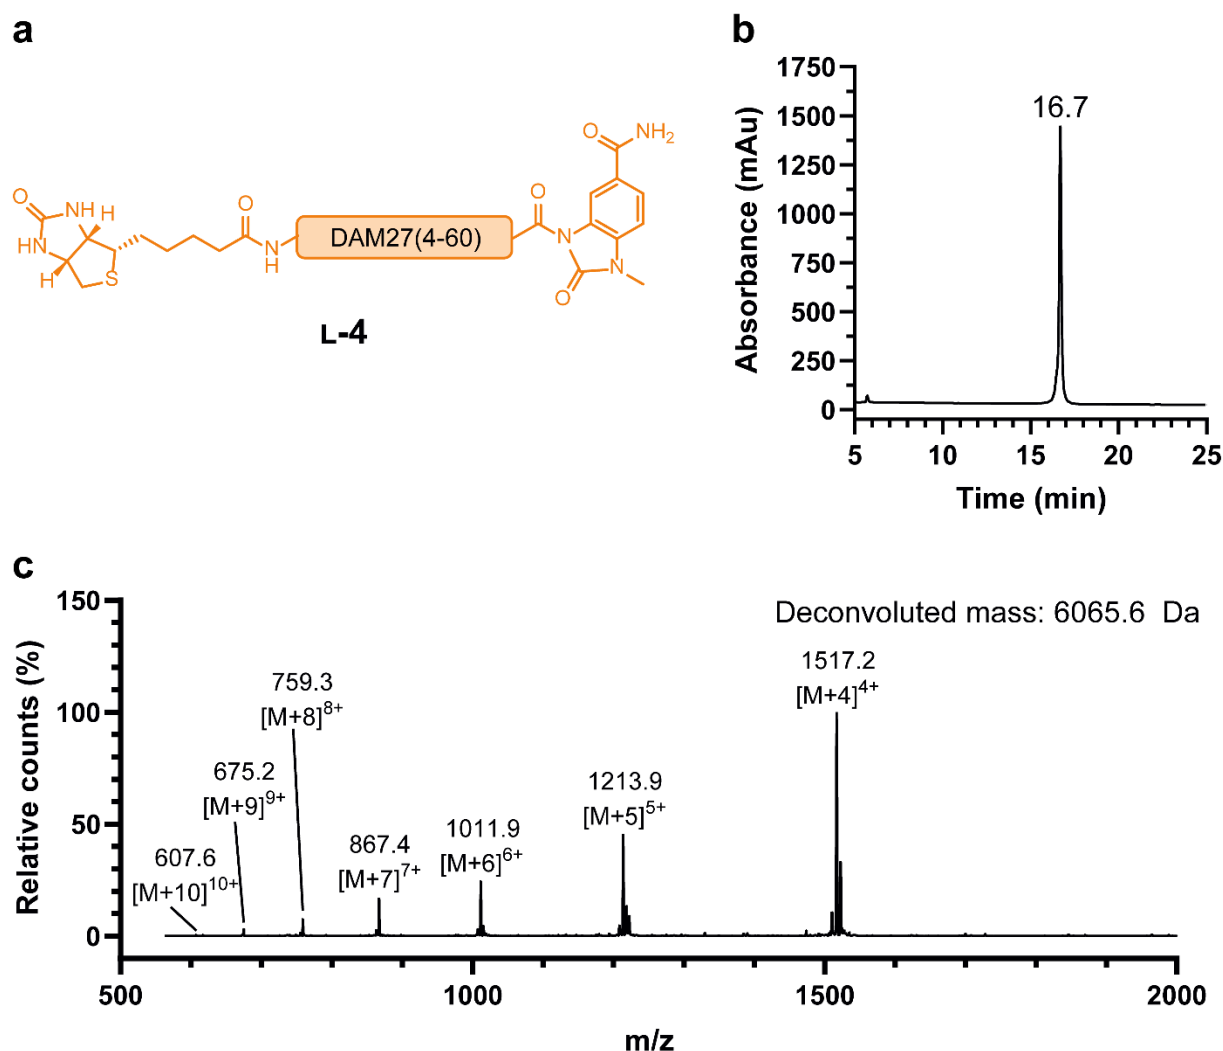 a
O
NH
H
HN
H
S
O
N
H
DAM27(4-60)
O
N
O
N
O
NH₂
L-4
b
Absorbance (mAu)
1750
1500
1250
1000
750
500
250
0
16.7
5 10 15 20 25
Time (min)
c
Relative counts (%)
150
100
50
0
Deconvoluted mass: 6065.6 Da
607.6
[M+10]¹⁰⁺
675.2
[M+9]⁹⁺
759.3
[M+8]⁸⁺
867.4
[M+7]⁷⁺
1011.9
[M+6]⁶⁺
1213.9
[M+5]⁵⁺
1517.2
[M+4]⁴⁺
500 1000 1500 2000
m/z